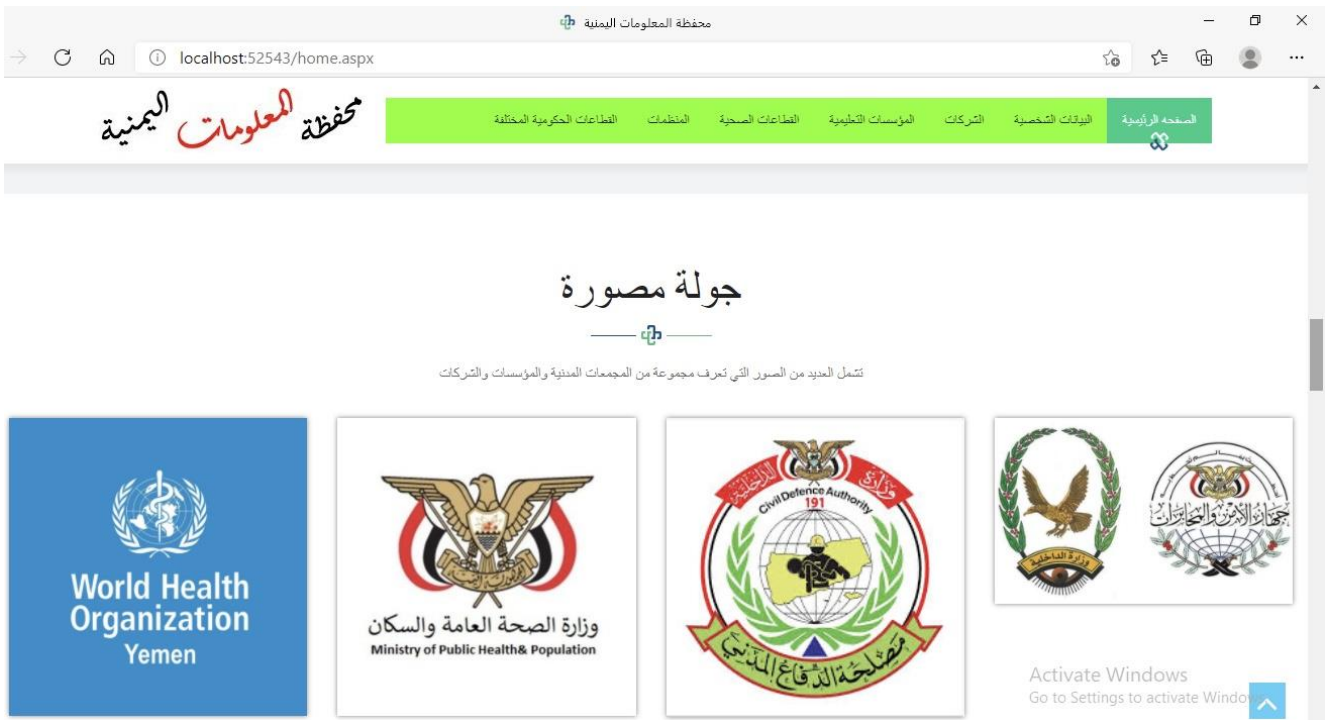 محفظة المعلومات اليمنية
localhost:52543/home.aspx
محفظة المعلومات اليمنية
الصفحه الرئيسية
البيانات الشخصية
الشركات
المؤسسات التعليمية
القطاعات الصحية
المنظمات
القطاعات الحكومية المختلفة
جولة مصورة
تشمل العديد من الصور التي تعرف مجموعة من المجمعات المدنية والمؤسسات والشركات
World Health
Organization
Yemen
وزارة الصحة العامة والسكان
Ministry of Public Health& Population
وزارة الداخلية
Civil Defence Authority
191
مصلحة الدفاع المدني
وزارة الداخلية
جهاز الأمن والمخابرات
Activate Windows
Go to Settings to activate Windows